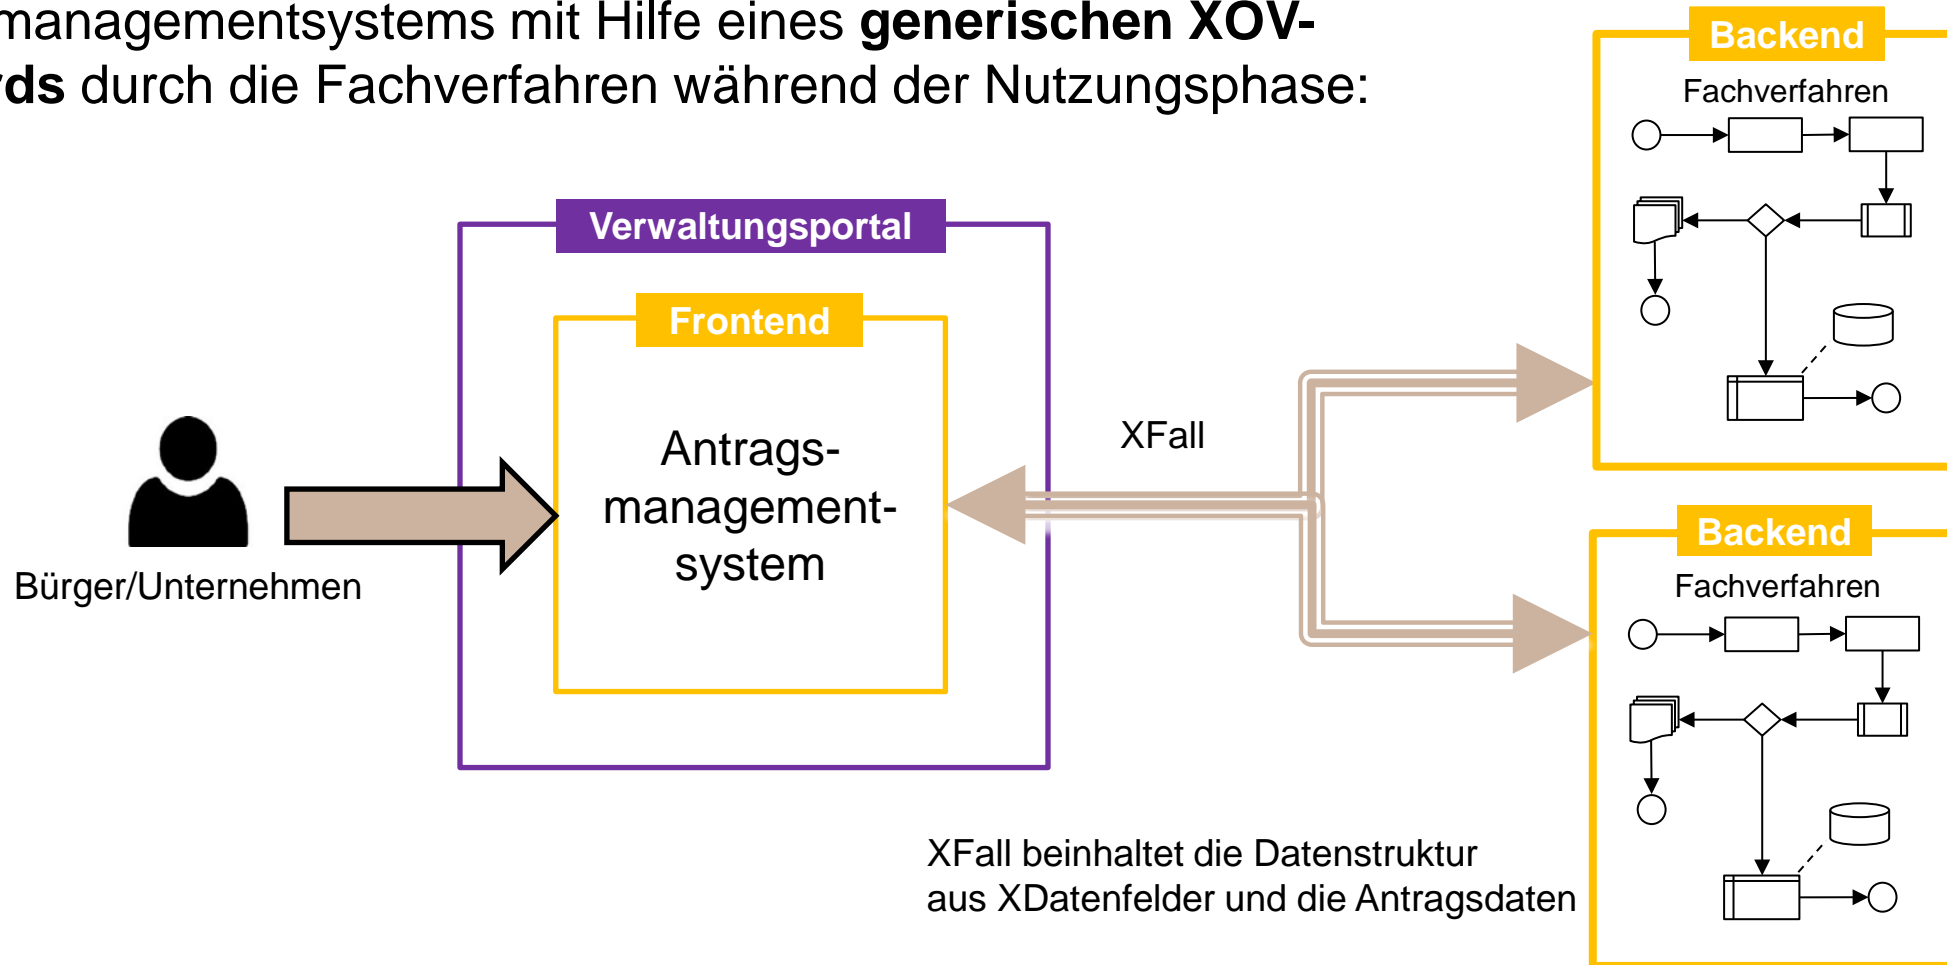 managementsystems mit Hilfe eines generischen XOV-
rds durch die Fachverfahren während der Nutzungsphase:
Backend
Fachverfahren
Verwaltungsportal
Frontend
Antrags-
management-
system
XFall
Bürger/Unternehmen
Backend
Fachverfahren
XFall beinhaltet die Datenstruktur
aus XDatenfelder und die Antragsdaten